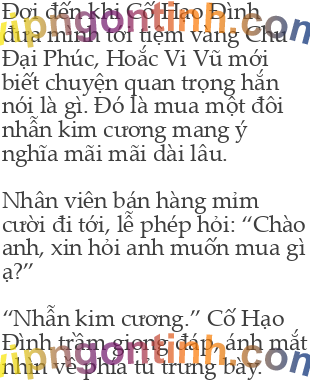 Đợi đến khi Cố Hạo Đình
đưa mình tới tiệm vàng Chu
Đại Phúc, Hoắc Vi Vũ mới
biết chuyện quan trọng hắn
nói là gì. Đó là mua một đôi
nhẫn kim cương mang ý
nghĩa mãi mãi dài lâu.
Nhân viên bán hàng mỉm
cười đi tới, lễ phép hỏi: “Chào
anh, xin hỏi anh muốn mua gì
ạ?”
“Nhẫn kim cương.” Cố Hạo
Đình trầm giọng đáp, ánh mắt
nhìn về phía tủ trưng bày.
vipngontinh.com
vipngontinh.com